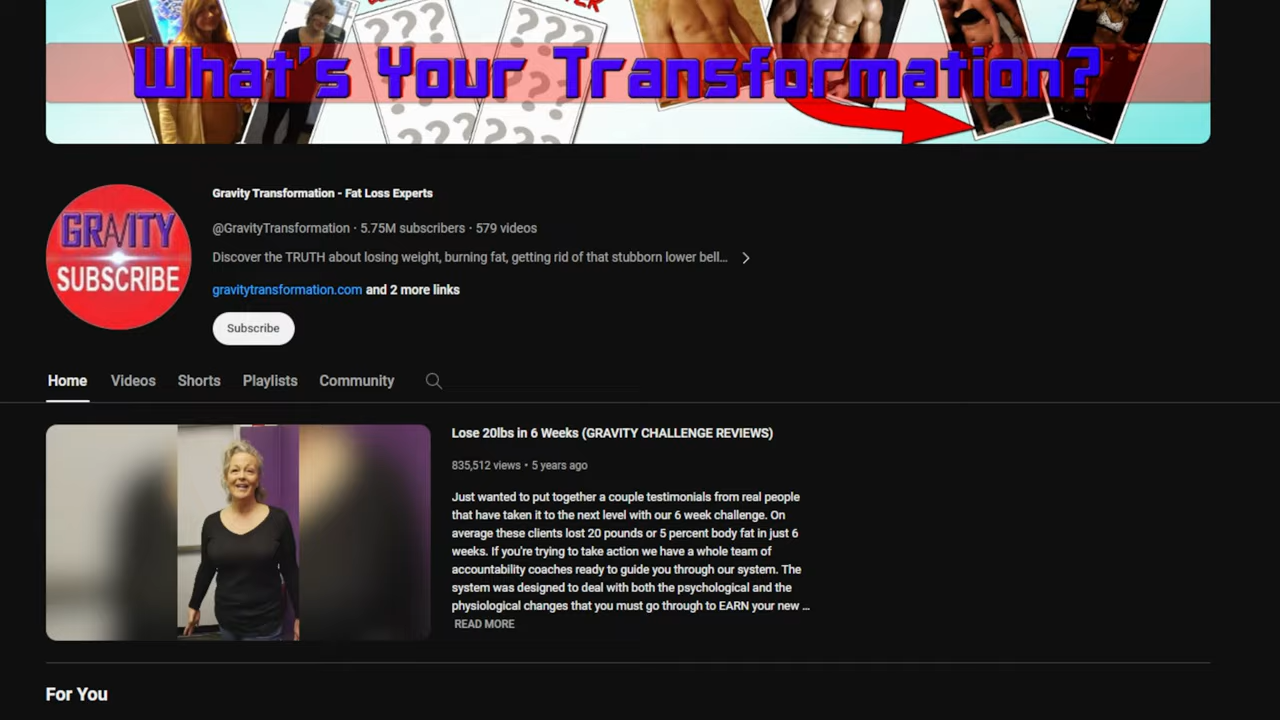 What's Your Transformation?
Gravity Transformation - Fat Loss Experts
@GravityTransformation · 5.75M subscribers · 579 videos
Discover the TRUTH about losing weight, burning fat, getting rid of that stubborn lower bell...
gravitytransformation.com and 2 more links
GRAVITY
SUBSCRIBE
Subscribe
Home Videos Shorts Playlists Community
Lose 20lbs in 6 Weeks (GRAVITY CHALLENGE REVIEWS)
835,512 views • 5 years ago
Just wanted to put together a couple testimonials from real people
that have taken it to the next level with our 6 week challenge. On
average these clients lost 20 pounds or 5 percent body fat in just 6
weeks. If you're trying to take action we have a whole team of
accountability coaches ready to guide you through our system. The
system was designed to deal with both the psychological and the
physiological changes that you must go through to EARN your new ...
READ MORE
For You